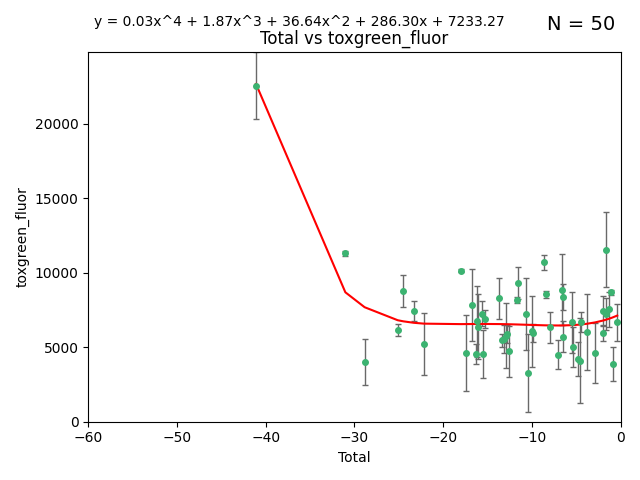 y = 0.03x^4 + 1.87x^3 + 36.64x^2 + 286.30x + 7233.27
N = 50
Total vs toxgreen_fluor
toxgreen_fluor
20000
15000
10000
5000
0
−60
−50
−40
−30
−20
−10
0
Total